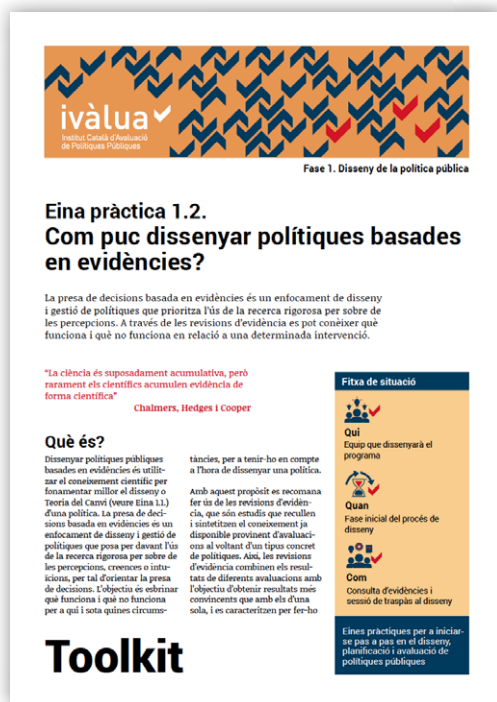 ivàlua
Institut Català d'Avaluació
de Polítiques Públiques
Fase 1. Disseny de la política pública
Eina pràctica 1.2.
Com puc dissenyar polítiques basades
en evidències?
La presa de decisions basada en evidències és un enfocament de disseny
i gestió de polítiques que prioritza l'ús de la recerca rigorosa per sobre de
les percepcions. A través de les revisions d'evidència es pot conèixer què
funciona i què no funciona en relació a una determinada intervenció.
"La ciència és suposadament acumulativa, però
rarament els científics acumulen evidència de
forma científica"
Chalmers, Hedges i Cooper
Què és?
Dissenyar polítiques públiques
basades en evidències és utilit-
zar el coneixement científic per
fonamentar millor el disseny o
Teoria del Canvi (veure Eina 1.1.)
d'una política. La presa de deci-
sions basada en evidències és un
enfocament de disseny i gestió de
polítiques que posa per davant l'ús
de la recerca rigorosa per sobre de
les percepcions, creences o intu-
ïcions, per tal d'orientar la presa
de decisions. L'objectiu és esbrinar
què funciona i què no funciona
per a qui i sota quines circums-
tàncies, per a tenir-ho en compte
a l'hora de dissenyar una política.
Amb aquest propòsit es recomana
fer ús de les revisions d'evidèn-
cia, que són estudis que recullen
i sintetitzen el coneixement ja
disponible provinent d'avaluaci-
ons al voltant d'un tipus concret
de polítiques. Així, les revisions
d'evidència combinen els resul-
tats de diferents avaluacions amb
l'objectiu d'obtenir resultats més
convincents que amb els d'una
sola, i es caracteritzen per fer-ho
Fitxa de situació
Qui
Equip que dissenyarà el
programa
Quan
Fase inicial del procés de
disseny
Com
Consulta d'evidències i
sessió de traspàs al disseny
Eines pràctiques per a iniciar-
se pas a pas en el disseny,
planificació i avaluació de
polítiques públiques
Toolkit